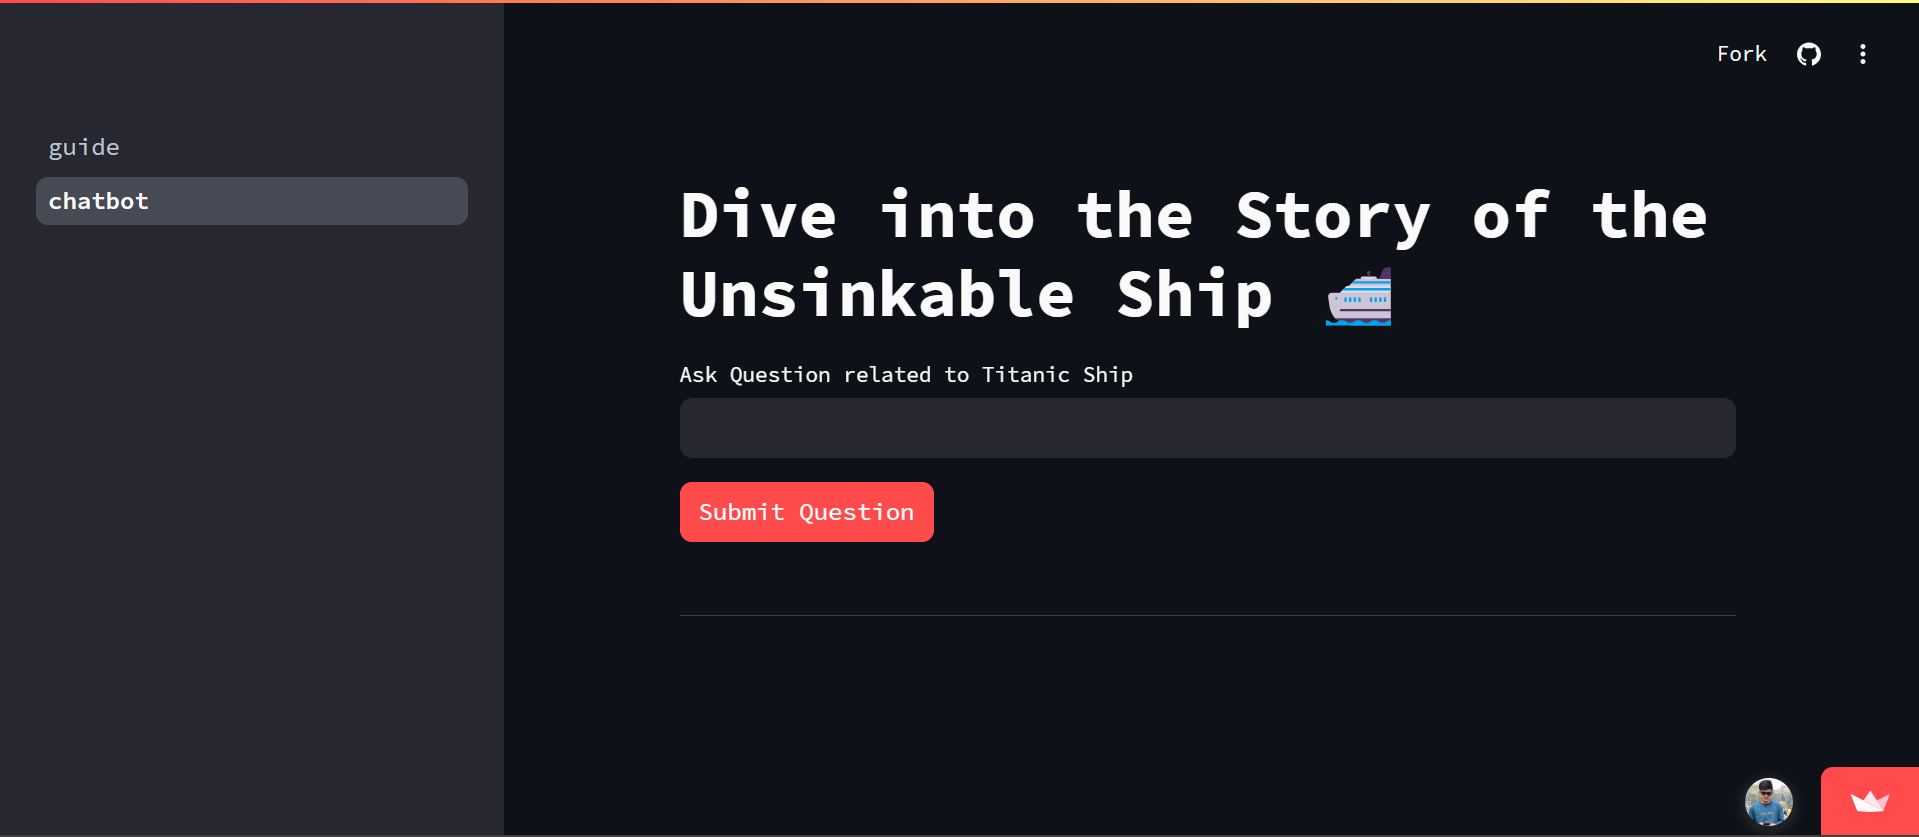 Fork
guide
chatbot
Dive into the Story of the
Unsinkable Ship
Ask Question related to Titanic Ship
Submit Question